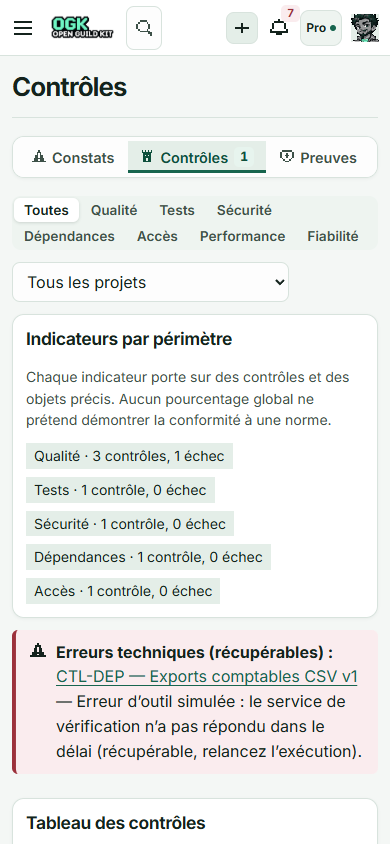 OGK
OPEN GUILD KIT
7
Pro
Contrôles
Constats
Contrôles 1
Preuves
Toutes Qualité Tests Sécurité
Dépendances Accès Performance Fiabilité
Tous les projets
Indicateurs par périmètre
Chaque indicateur porte sur des contrôles et des
objets précis. Aucun pourcentage global ne
prétend démontrer la conformité à une norme.
Qualité · 3 contrôles, 1 échec
Tests · 1 contrôle, 0 échec
Sécurité · 1 contrôle, 0 échec
Dépendances · 1 contrôle, 0 échec
Accès · 1 contrôle, 0 échec
Erreurs techniques (récupérables) :
CTL-DEP — Exports comptables CSV v1
— Erreur d’outil simulée : le service de
vérification n’a pas répondu dans le
délai (récupérable, relancez l’exécution).
Tableau des contrôles